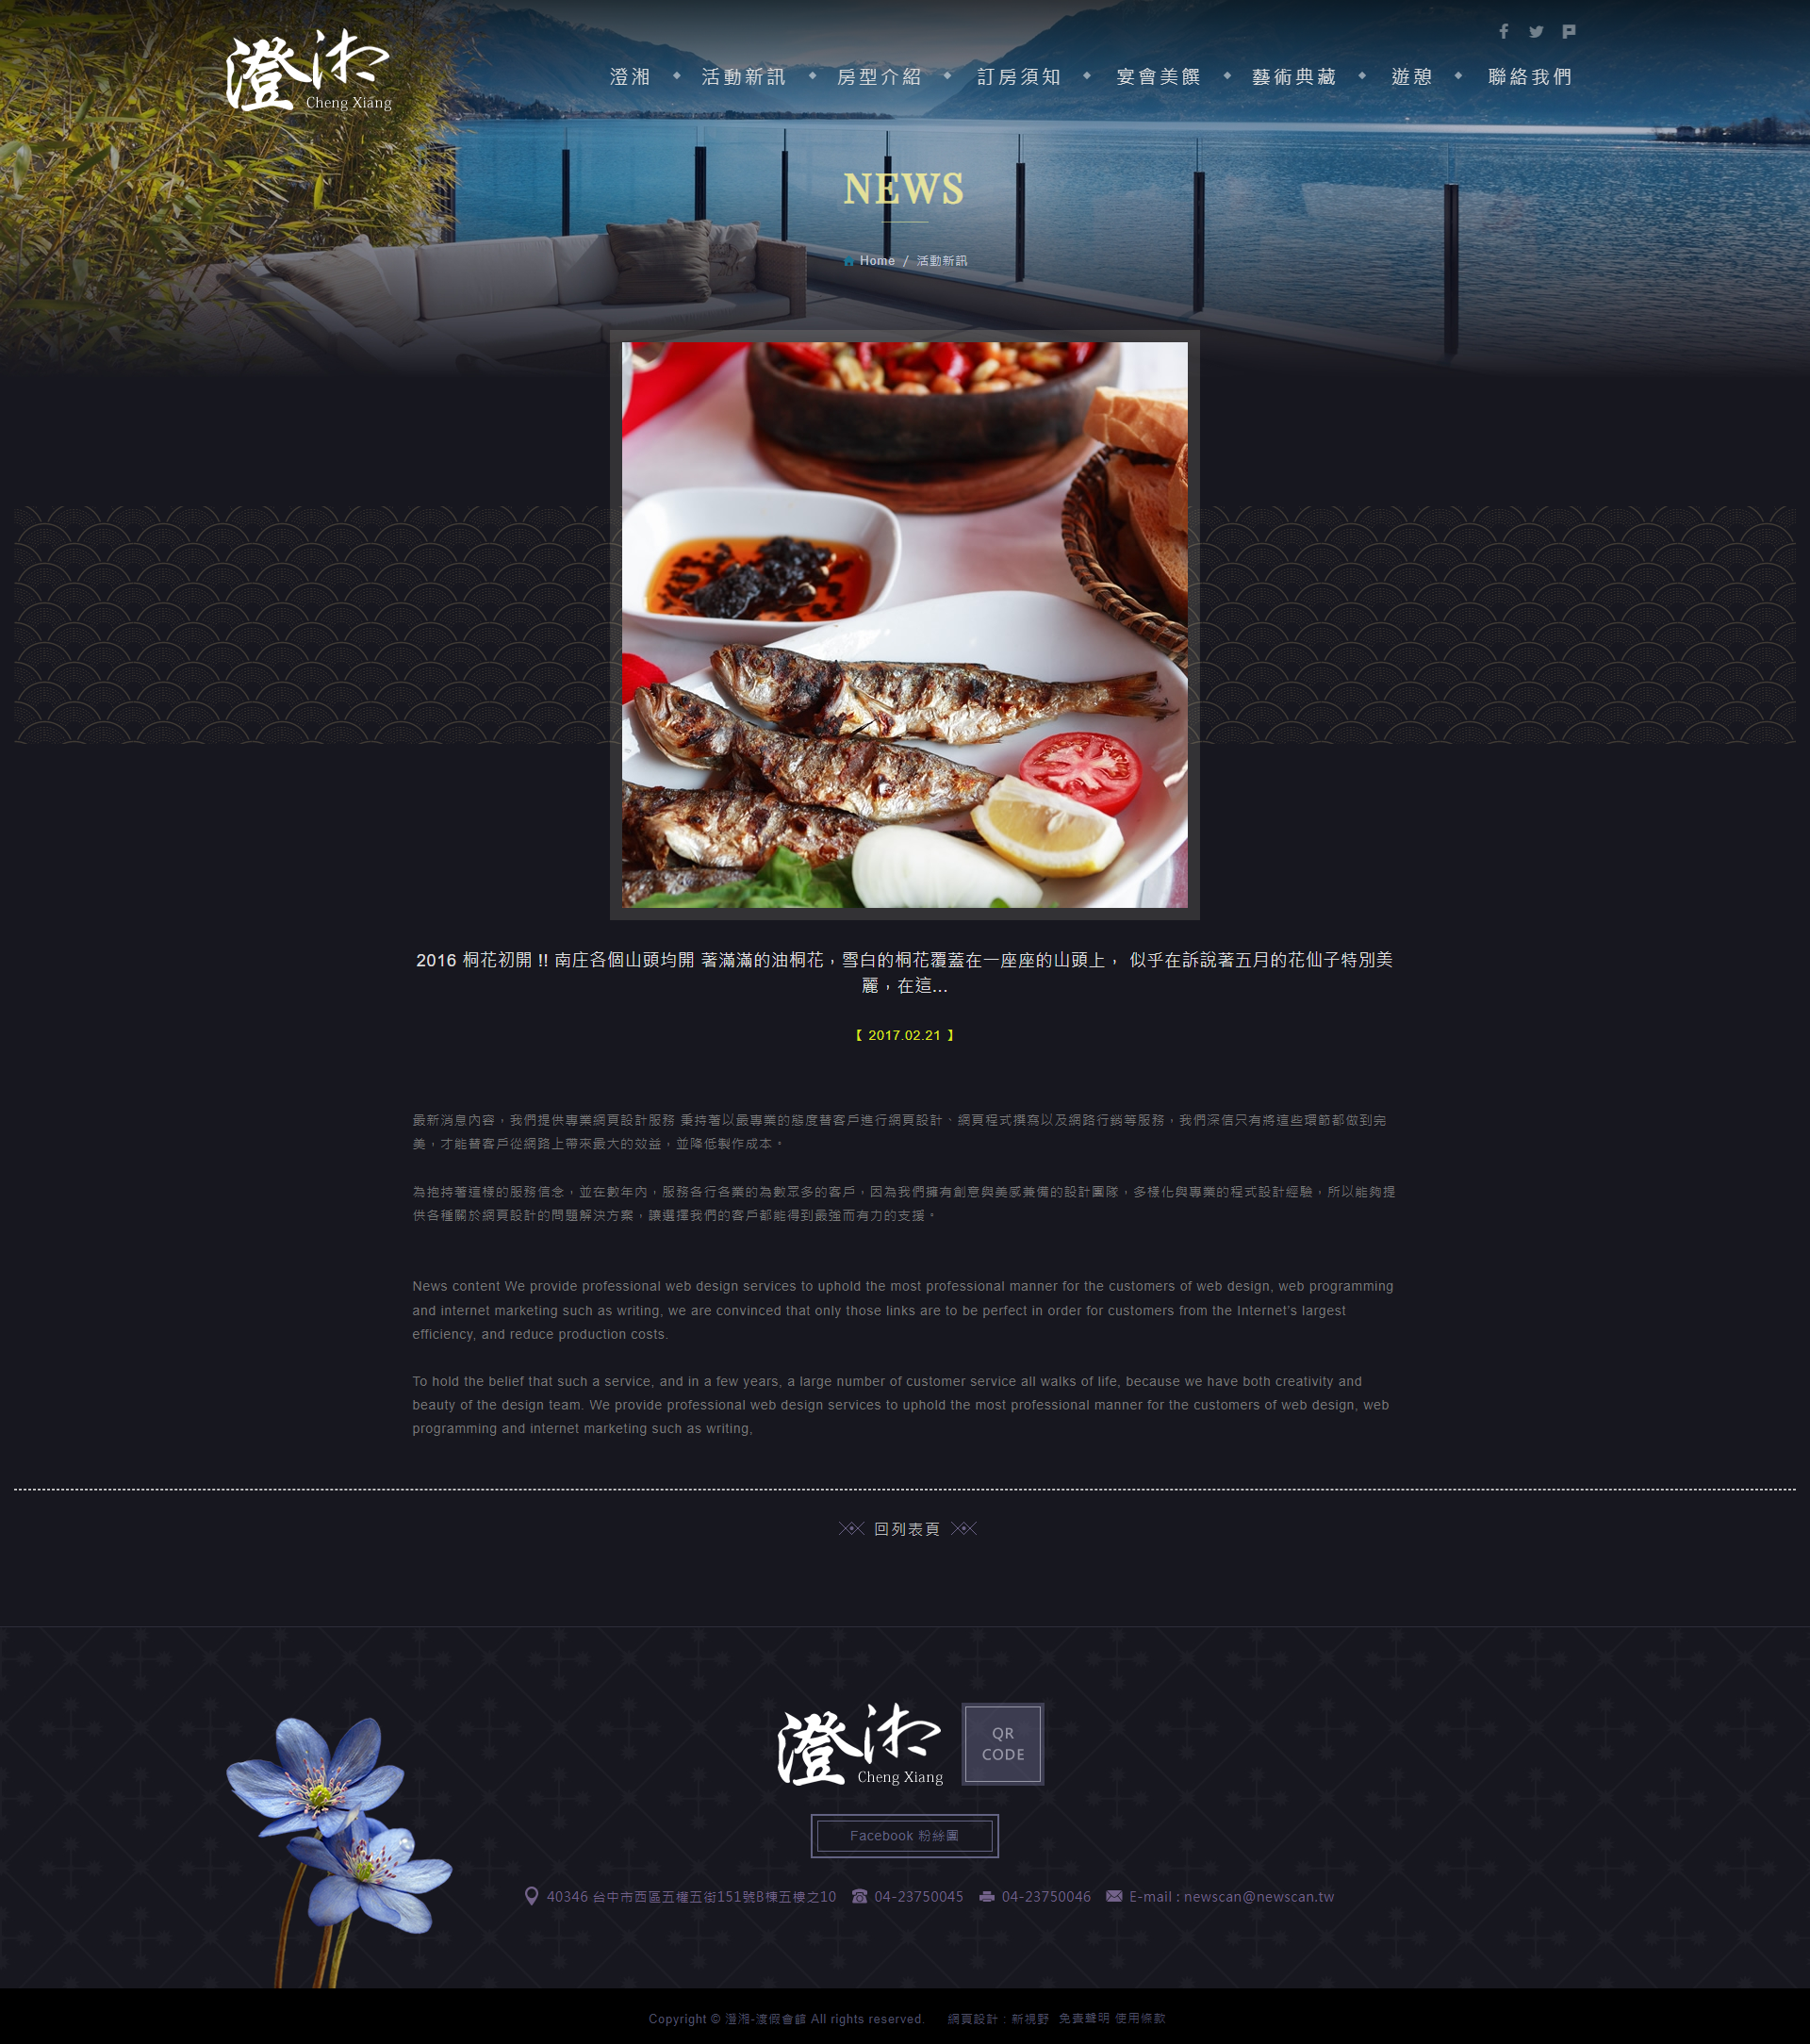 澄湘
Cheng Xiang
澄湘 活動新訊 房型介紹 訂房須知 宴會美饌 藝術典藏 遊憩 聯絡我們
NEWS
Home / 活動新訊
2016 桐花初開 !! 南庄各個山頭均開 著滿滿的油桐花，雪白的桐花覆蓋在一座座的山頭上， 似乎在訴說著五月的花仙子特別美
麗，在這...
【 2017.02.21 】
最新消息內容，我們提供專業網頁設計服務 秉持著以最專業的態度替客戶進行網頁設計、網頁程式撰寫以及網路行銷等服務，我們深信只有將這些環節都做到完
美，才能替客戶從網路上帶來最大的效益，並降低製作成本。
為抱持著這樣的服務信念，並在數年內，服務各行各業的為數眾多的客戶，因為我們擁有創意與美感兼備的設計團隊，多樣化與專業的程式設計經驗，所以能夠提
供各種關於網頁設計的問題解決方案，讓選擇我們的客戶都能得到最強而有力的支援。
News content We provide professional web design services to uphold the most professional manner for the customers of web design, web programming
and internet marketing such as writing, we are convinced that only those links are to be perfect in order for customers from the Internet's largest
efficiency, and reduce production costs.
To hold the belief that such a service, and in a few years, a large number of customer service all walks of life, because we have both creativity and
beauty of the design team. We provide professional web design services to uphold the most professional manner for the customers of web design, web
programming and internet marketing such as writing,
回列表頁
澄湘
Cheng Xiang
QR
CODE
Facebook 粉絲團
40346 台中市西區五權五街151號B棟五樓之10 04-23750045 04-23750046 E-mail : newscan@newscan.tw
Copyright © 澄湘-渡假會館 All rights reserved. 網頁設計 : 新視野 免責聲明 使用條款